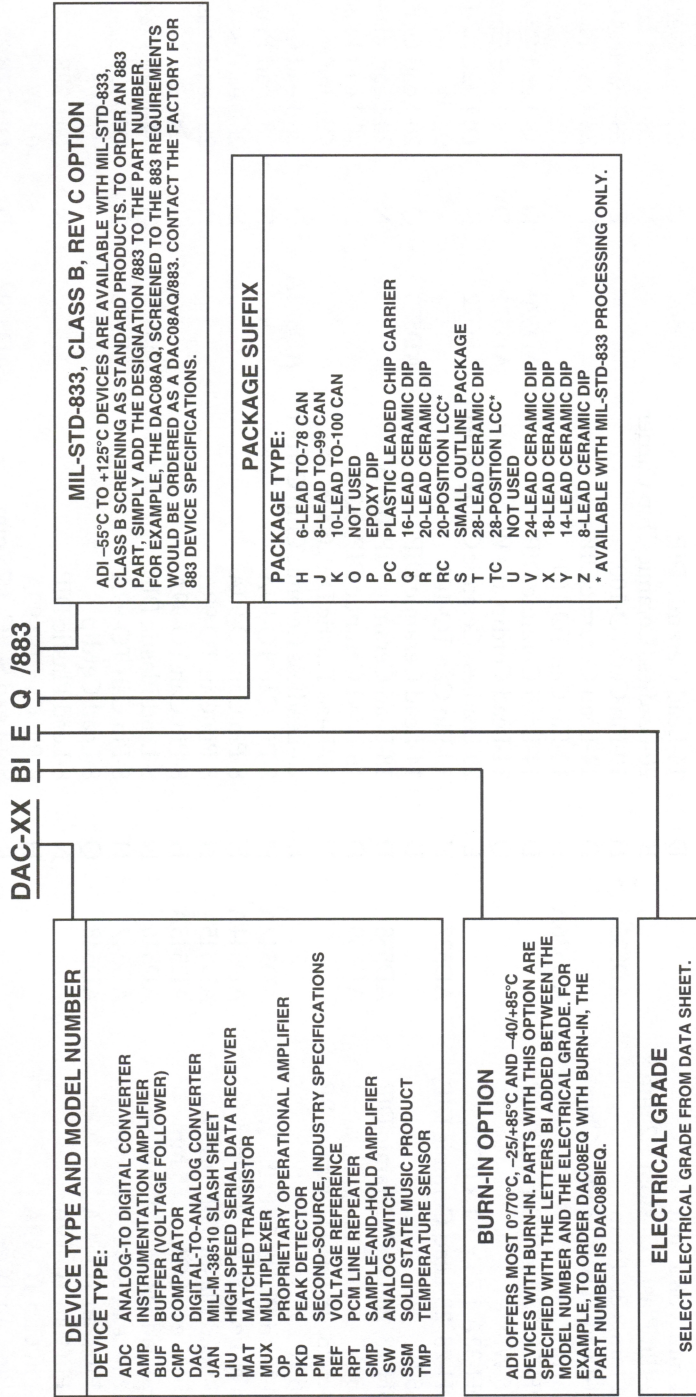 DAC-XX BI E Q /883
DEVICE TYPE AND MODEL NUMBER
DEVICE TYPE:
ADC ANALOG-TO DIGITAL CONVERTER
AMP INSTRUMENTATION AMPLIFIER
BUF BUFFER (VOLTAGE FOLLOWER)
CMP COMPARATOR
DAC DIGITAL-TO-ANALOG CONVERTER
JAN MIL-M-38510 SLASH SHEET
LIU HIGH SPEED SERIAL DATA RECEIVER
MAT MATCHED TRANSISTOR
MUX MULTIPLEXER
OP PROPRIETARY OPERATIONAL AMPLIFIER
PKD PEAK DETECTOR
PM SECOND-SOURCE, INDUSTRY SPECIFICATIONS
REF VOLTAGE REFERENCE
RPT PCM LINE REPEATER
SMP SAMPLE-AND-HOLD AMPLIFIER
SW ANALOG SWITCH
SSM SOLID STATE MUSIC PRODUCT
TMP TEMPERATURE SENSOR
BURN-IN OPTION
ADI OFFERS MOST 0°/70°C, –25/+85°C AND –40/+85°C
DEVICES WITH BURN-IN. PARTS WITH THIS OPTION ARE
SPECIFIED WITH THE LETTERS BI ADDED BETWEEN THE
MODEL NUMBER AND THE ELECTRICAL GRADE. FOR
EXAMPLE, TO ORDER DAC08EQ WITH BURN-IN, THE
PART NUMBER IS DAC08BIEQ.
ELECTRICAL GRADE
SELECT ELECTRICAL GRADE FROM DATA SHEET.
MIL-STD-833, CLASS B, REV C OPTION
ADI –55°C TO +125°C DEVICES ARE AVAILABLE WITH MIL-STD-833,
CLASS B SCREENING AS STANDARD PRODUCTS. TO ORDER AN 883
PART, SIMPLY ADD THE DESIGNATION /883 TO THE PART NUMBER.
FOR EXAMPLE, THE DAC08AQ, SCREENED TO THE 883 REQUIREMENTS
WOULD BE ORDERED AS A DAC08AQ/883. CONTACT THE FACTORY FOR
883 DEVICE SPECIFICATIONS.
PACKAGE SUFFIX
PACKAGE TYPE:
H 6-LEAD TO-78 CAN
J 8-LEAD TO-99 CAN
K 10-LEAD TO-100 CAN
O NOT USED
P EPOXY DIP
PC PLASTIC LEADED CHIP CARRIER
Q 16-LEAD CERAMIC DIP
R 20-LEAD CERAMIC DIP
RC 20-POSITION LCC*
S SMALL OUTLINE PACKAGE
T 28-LEAD CERAMIC DIP
TC 28-POSITION LCC*
U NOT USED
V 24-LEAD CERAMIC DIP
X 18-LEAD CERAMIC DIP
Y 14-LEAD CERAMIC DIP
Z 8-LEAD CERAMIC DIP
* AVAILABLE WITH MIL-STD-833 PROCESSING ONLY.